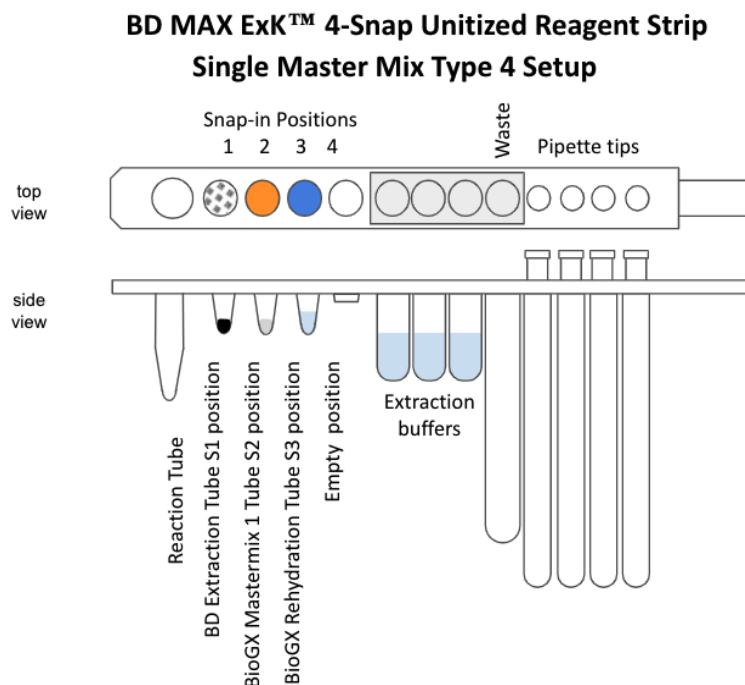 BD MAX ExK™ 4-Snap Unitized Reagent Strip
Single Master Mix Type 4 Setup
Snap-in Positions
1 2 3 4
Waste
Pipette tips
top
view
side
view
Reaction Tube
BD Extraction Tube S1 position
BioGX Mastermix 1 Tube S2 position
BioGX Rehydration Tube S3 position
Empty position
Extraction
buffers